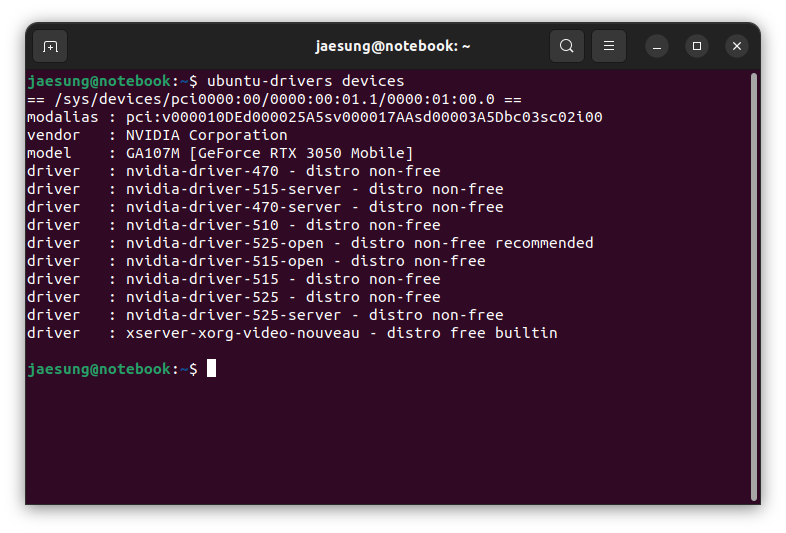 jaesung@notebook: ~
jaesung@notebook:~$ ubuntu-drivers devices
== /sys/devices/pci0000:00/0000:00:01.1/0000:01:00.0 ==
modalias : pci:v000010DEd000025A5sv000017AAsd00003A5Dbc03sc02i00
vendor   : NVIDIA Corporation
model    : GA107M [GeForce RTX 3050 Mobile]
driver   : nvidia-driver-470 - distro non-free
driver   : nvidia-driver-515-server - distro non-free
driver   : nvidia-driver-470-server - distro non-free
driver   : nvidia-driver-510 - distro non-free
driver   : nvidia-driver-525-open - distro non-free recommended
driver   : nvidia-driver-515-open - distro non-free
driver   : nvidia-driver-515 - distro non-free
driver   : nvidia-driver-525 - distro non-free
driver   : nvidia-driver-525-server - distro non-free
driver   : xserver-xorg-video-nouveau - distro free builtin
jaesung@notebook:~$